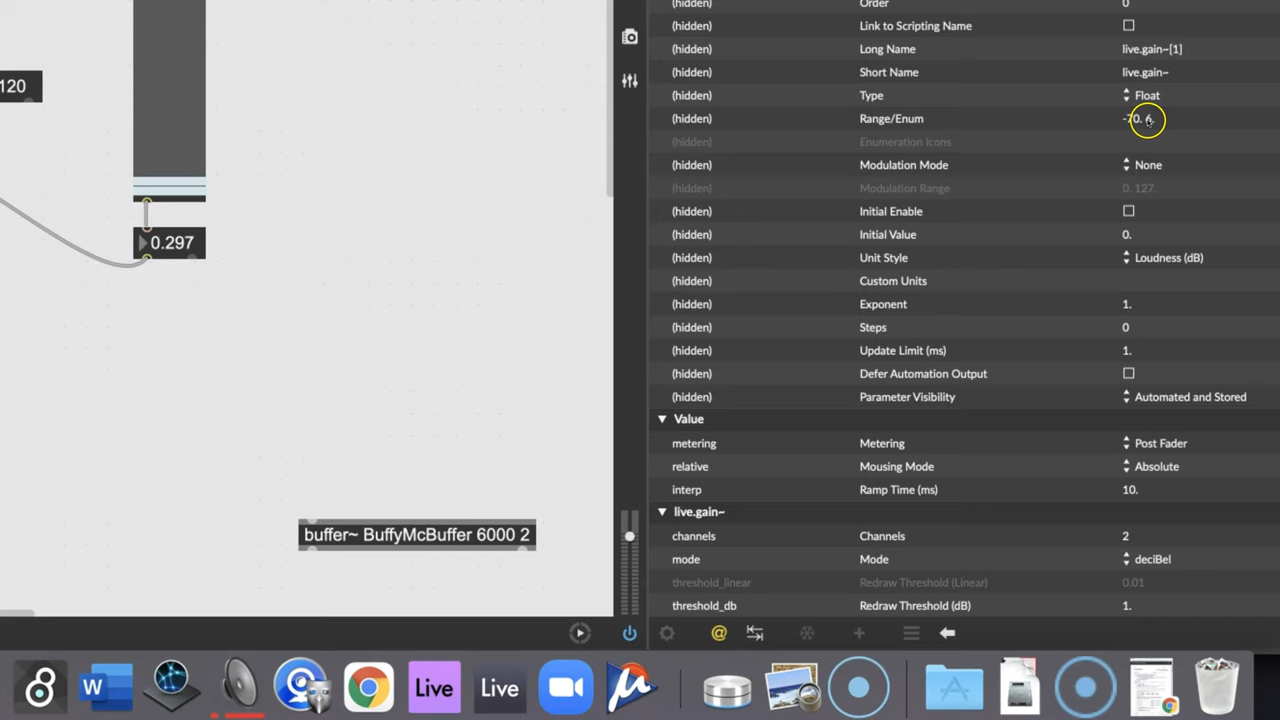 (hidden) Order 0
(hidden) Link to Scripting Name
(hidden) Long Name live.gain~[1]
(hidden) Short Name live.gain~
120
(hidden) Type Float
(hidden) Range/Enum -70. 6.
(hidden) Enumeration Icons
(hidden) Modulation Mode None
(hidden) Modulation Range 0. 127.
(hidden) Initial Enable
(hidden) Initial Value 0.
0.297
(hidden) Unit Style Loudness (dB)
(hidden) Custom Units
(hidden) Exponent 1.
(hidden) Steps 0
(hidden) Update Limit (ms) 1.
(hidden) Defer Automation Output
(hidden) Parameter Visibility Automated and Stored
Value
metering Metering Post Fader
relative Mousing Mode Absolute
interp Ramp Time (ms) 10.
live.gain~
buffer~ BuffyMcBuffer 6000 2
channels Channels 2
mode Mode deciBel
threshold_linear Redraw Threshold (Linear) 0.01
threshold_db Redraw Threshold (dB) 1.
@
W
Live
Live